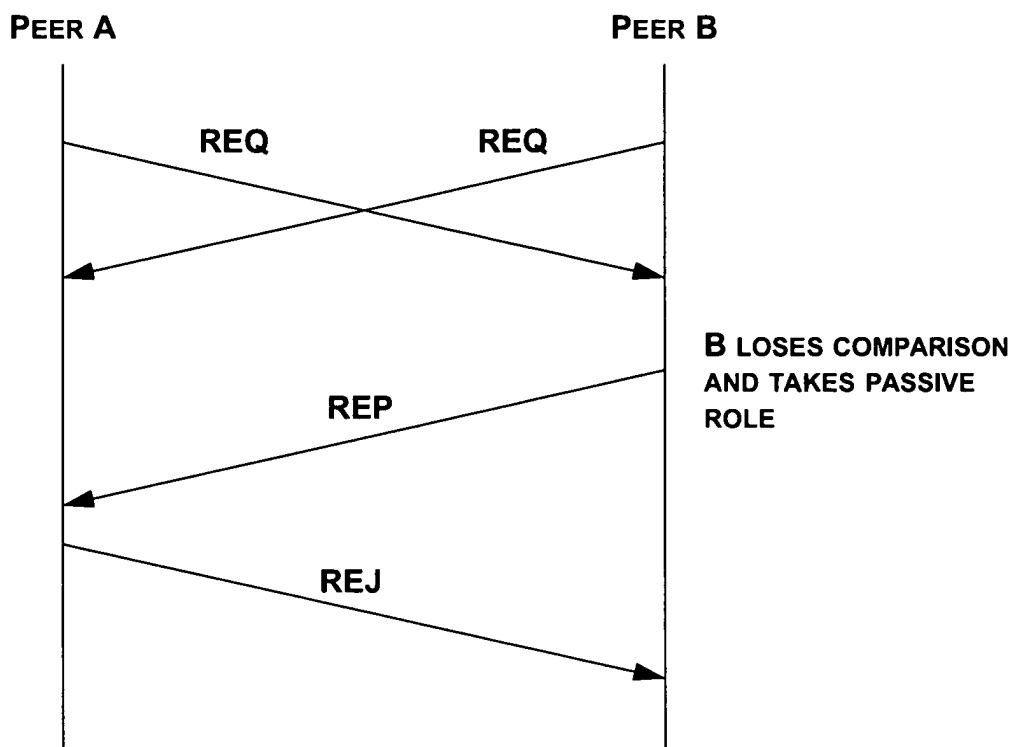 PEER A
PEER B
REQ
REQ
B LOSES COMPARISON
AND TAKES PASSIVE
ROLE
REP
REJ